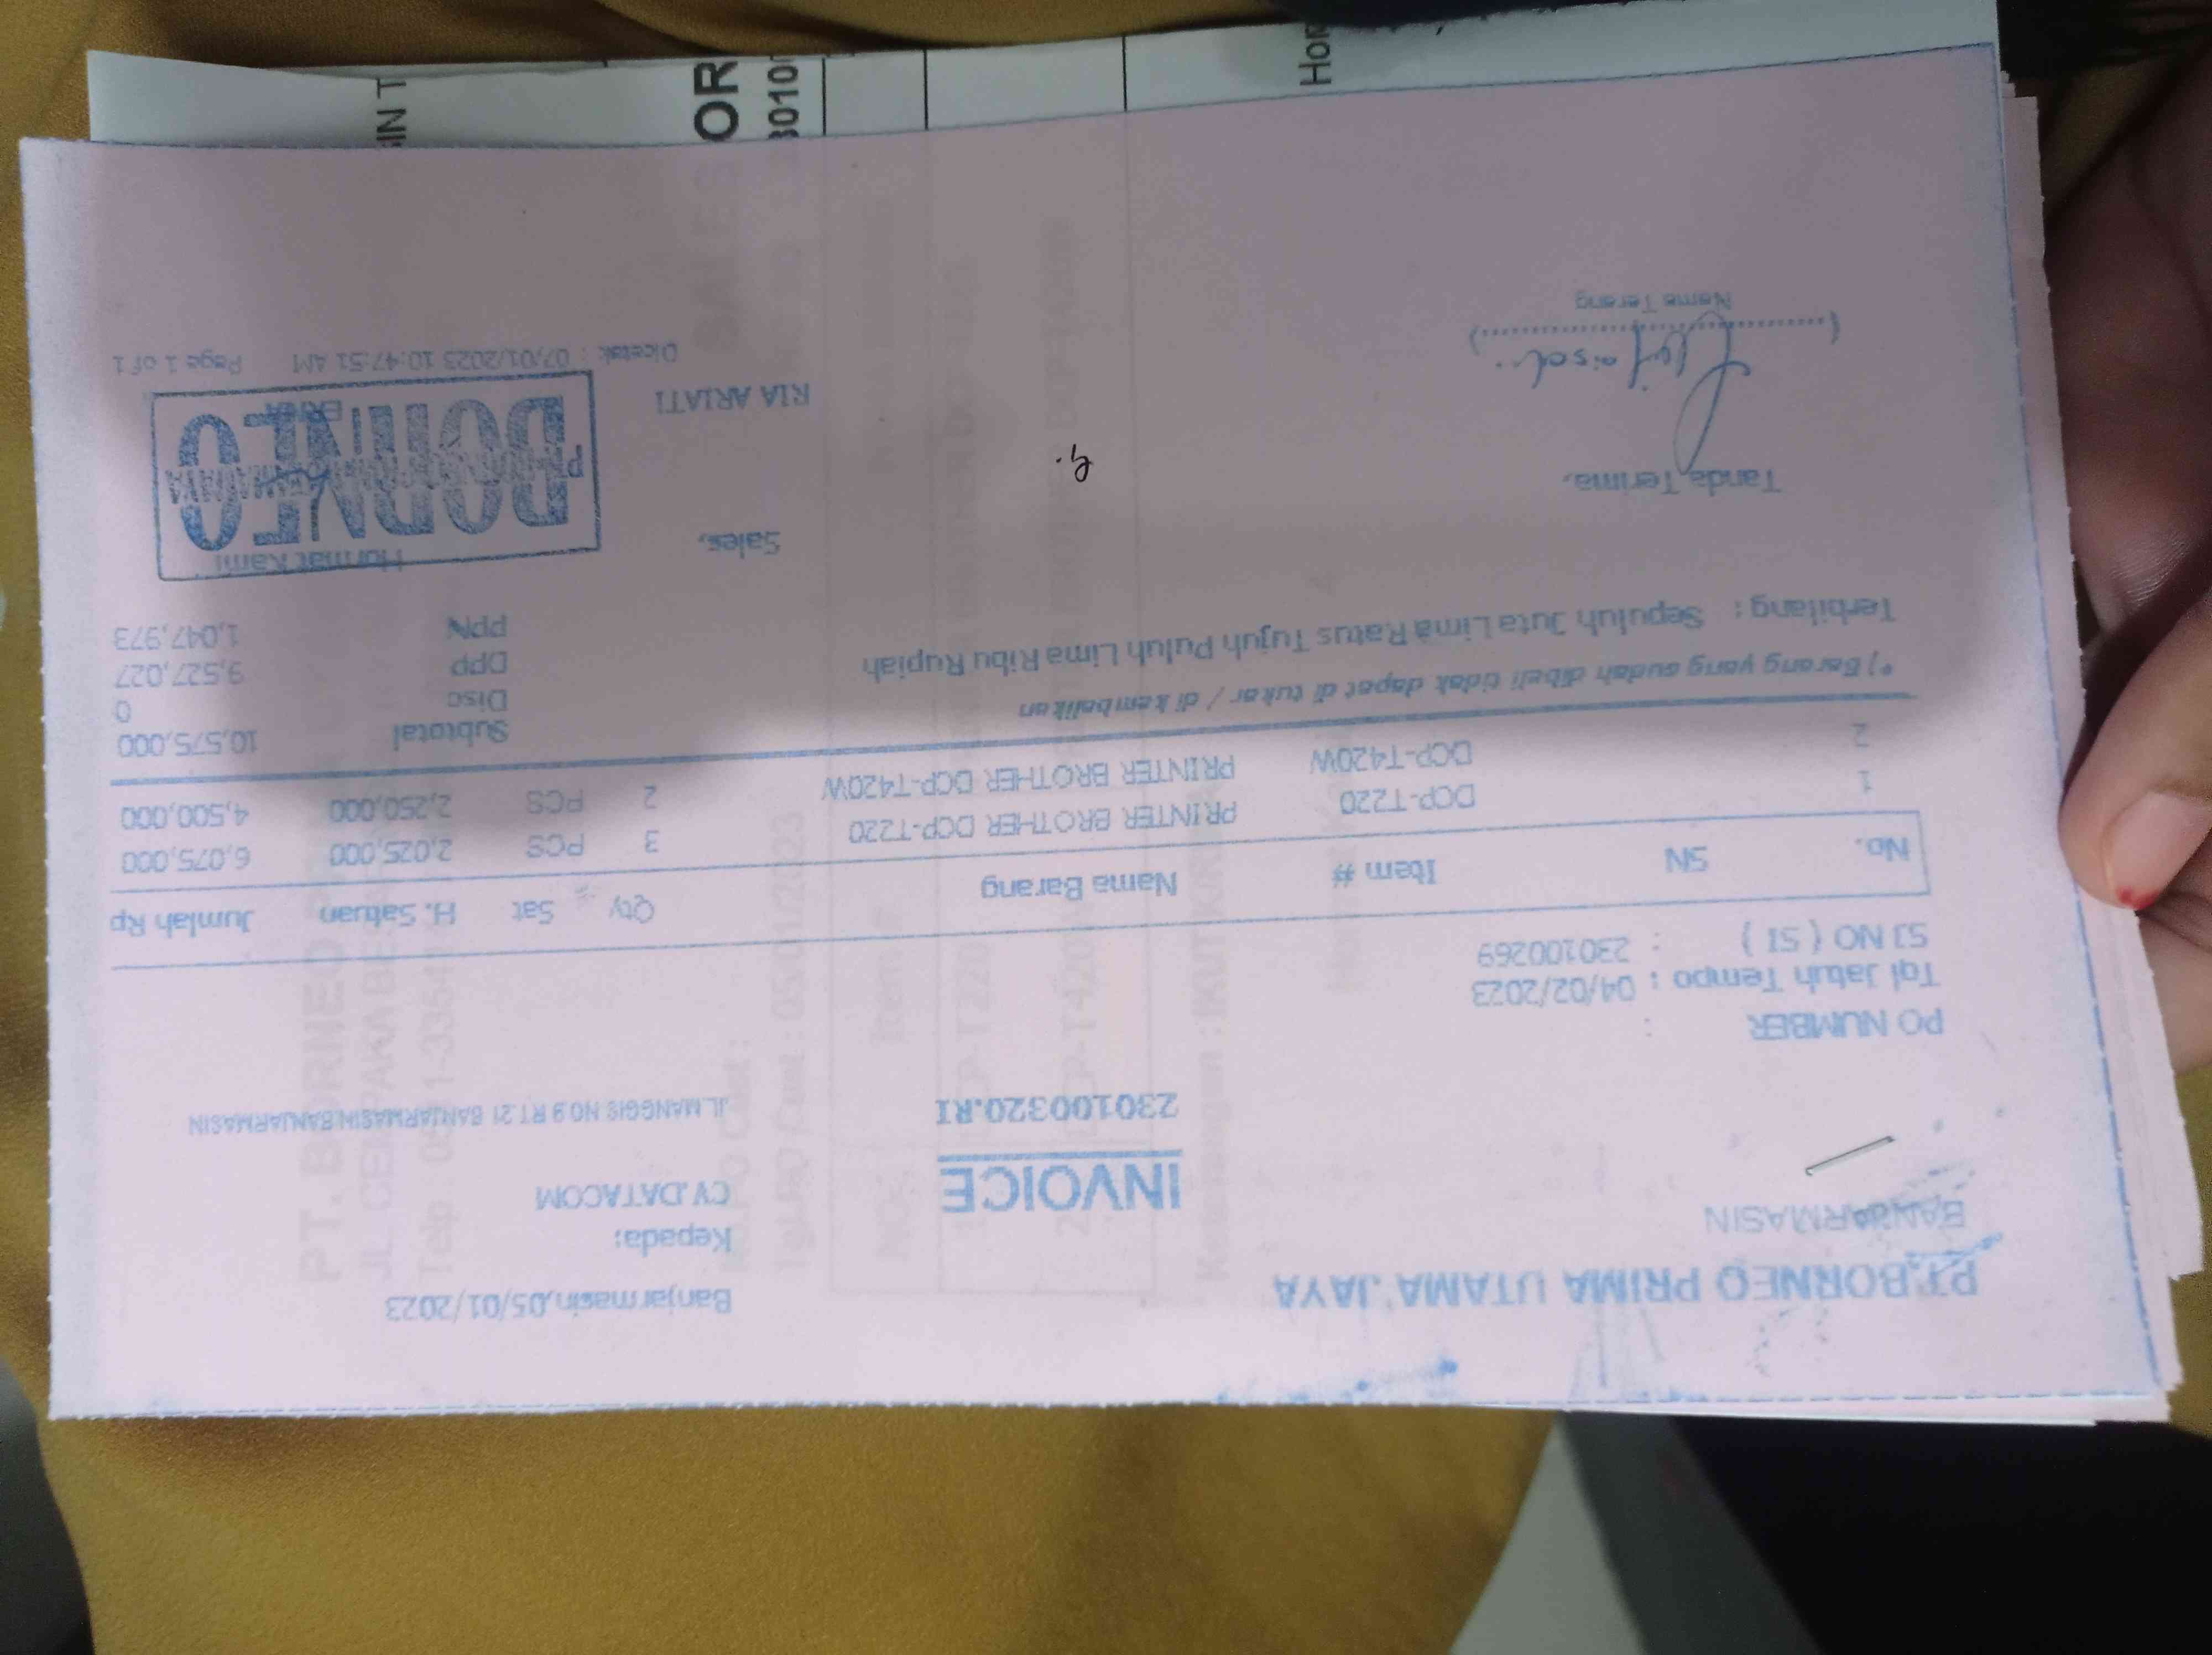 PT.BORNEO PRIMA UTAMA JAYA
BANJARMASIN
INVOICE
230100320.RI
Banjarmasin,05/01/2023
Kepada:
CV.DATACOM
JL.MANGGIS NO.9 RT.21 BANJARMASIN.BANJARMASIN
PO NUMBER :
Tgl Jatuh Tempo : 04/02/2023
SJ NO ( SI ) : 230100269
No. SN Item # Nama Barang Qty Sat H. Satuan Jumlah Rp
1 DCP-T220 PRINTER BROTHER DCP-T220 3 PCS 2,025,000 6,075,000
2 DCP-T420W PRINTER BROTHER DCP-T420W 2 PCS 2,250,000 4,500,000
*) Barang yang sudah dibeli tidak dapat di tukar / di kembalikan
Terbilang : Sepuluh Juta Lima Ratus Tujuh Puluh Lima Ribu Rupiah
Subtotal 10,575,000
Disc 0
DPP 9,527,027
PPN 1,047,973
Tanda Terima,
Sales,
Hormat Kami
BORNEO
RIA ARIATI
Nama Terang
Dicetak : 07/01/2023 10:47:51 AM Page 1 of 1